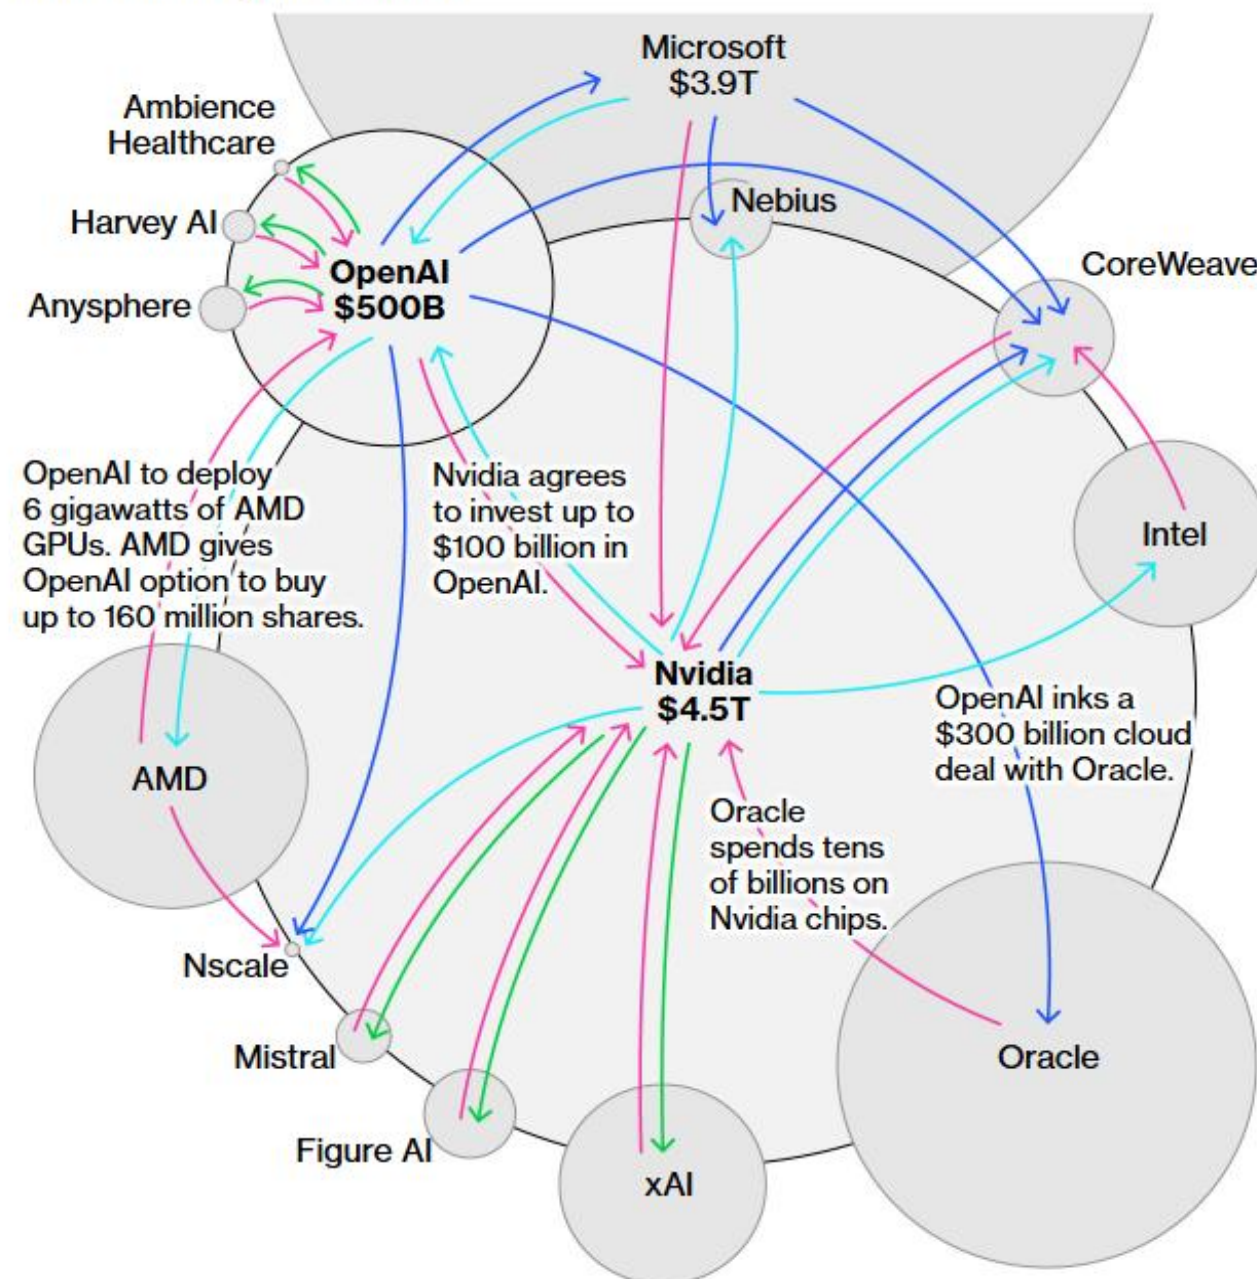 Microsoft
$3.9T
Ambience
Healthcare
Harvey AI
Nebius
OpenAI
$500B
CoreWeave
Anysphere
OpenAI to deploy
6 gigawatts of AMD
GPUs. AMD gives
OpenAI option to buy
up to 160 million shares.
Nvidia agrees
to invest up to
$100 billion in
OpenAI.
Intel
Nvidia
$4.5T
OpenAI inks a
$300 billion cloud
deal with Oracle.
AMD
Oracle
spends tens
of billions on
Nvidia chips.
Nscale
Mistral
Oracle
Figure AI
xAI